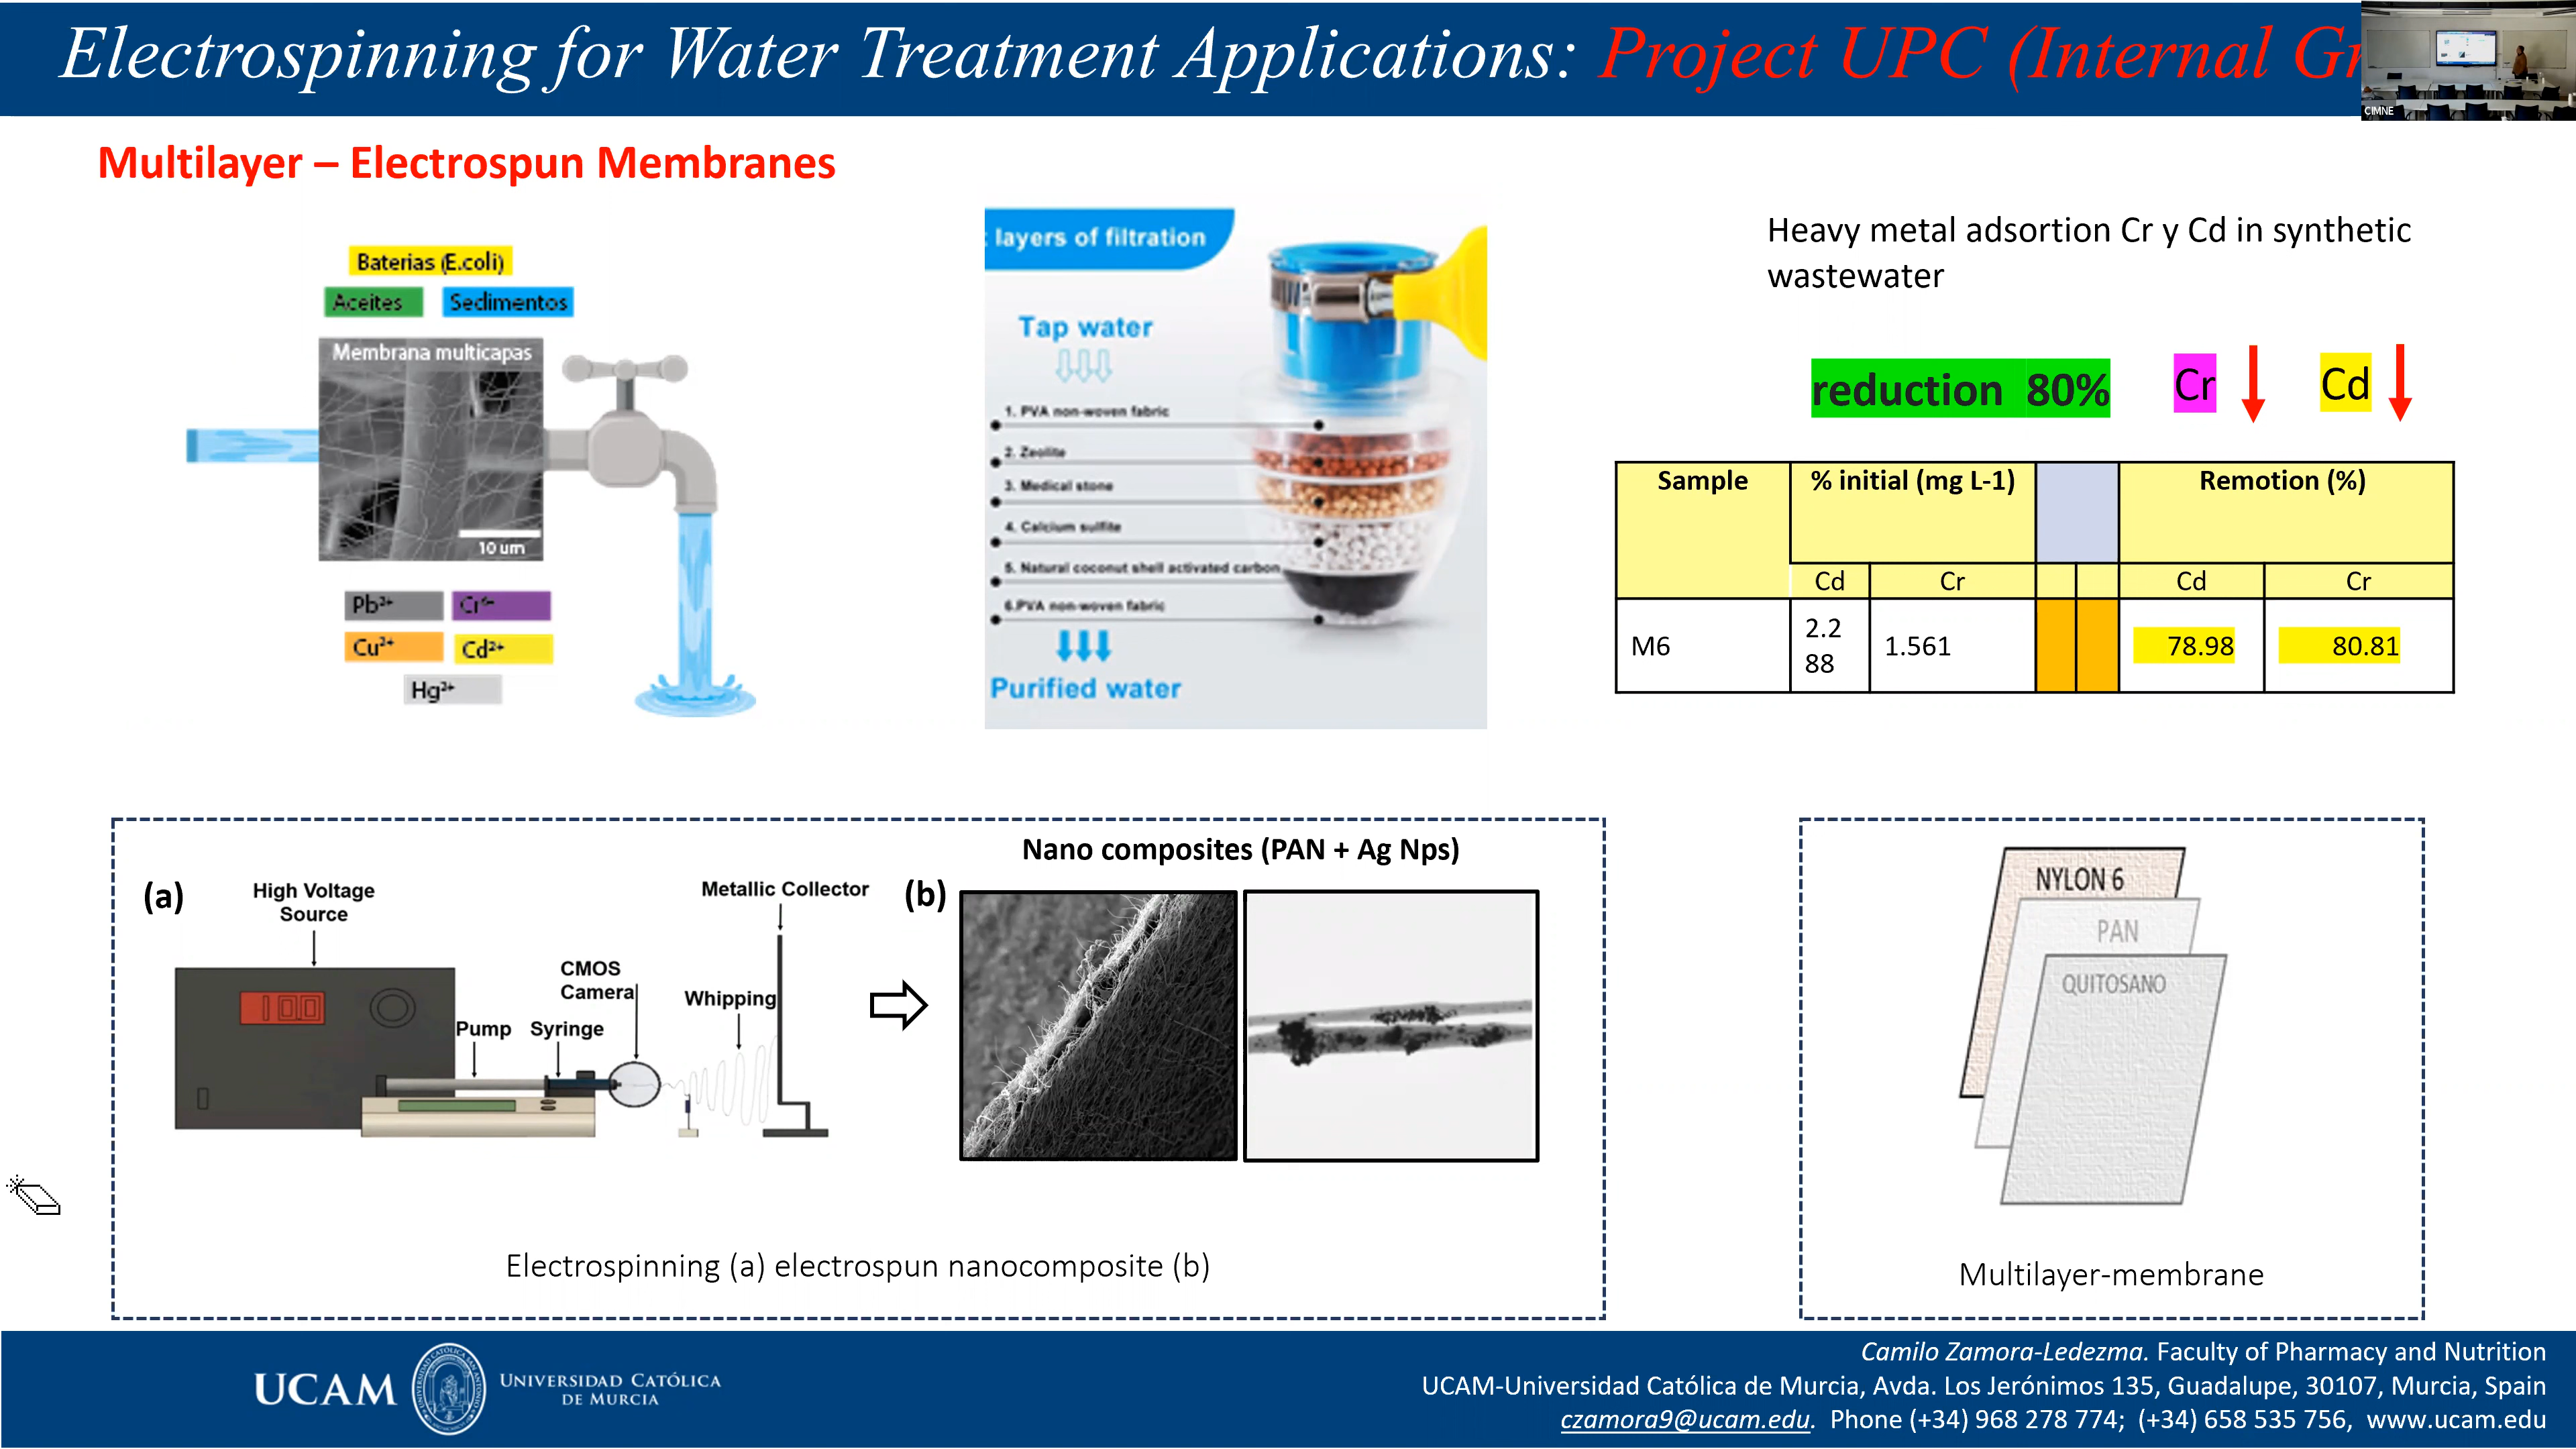 Electrospinning for Water Treatment Applications: Project UPC (Internal Gr
CIMNE
Multilayer – Electrospun Membranes
Baterias (E.coli)
Aceites
Sedimentos
Membrana multicapas
10 um
Pb²⁺
Cu²⁺
Cd²⁺
Hg²⁺
layers of filtration
Tap water
1. PVA non-woven fabric
2. Zeolite
3. Medical stone
4. Calcium sulfite
5. Natural coconut shell activated carbon
6.PVA non-woven fabric
Purified water
Heavy metal adsortion Cr y Cd in synthetic
wastewater
reduction 80%
Cr
Cd
Sample
% initial (mg L-1)
Remotion (%)
Cd
Cr
Cd
Cr
M6
2.2
88
1.561
78.98
80.81
Nano composites (PAN + Ag Nps)
(a)
High Voltage
Source
Metallic Collector
(b)
CMOS
Camera
Whipping
Pump
Syringe
10.0
Electrospinning (a) electrospun nanocomposite (b)
NYLON 6
PAN
QUITOSANO
Multilayer-membrane
UCAM
UNIVERSIDAD CATÓLICA
DE MURCIA
Camilo Zamora-Ledezma. Faculty of Pharmacy and Nutrition
UCAM-Universidad Católica de Murcia, Avda. Los Jerónimos 135, Guadalupe, 30107, Murcia, Spain
czamora9@ucam.edu. Phone (+34) 968 278 774; (+34) 658 535 756, www.ucam.edu